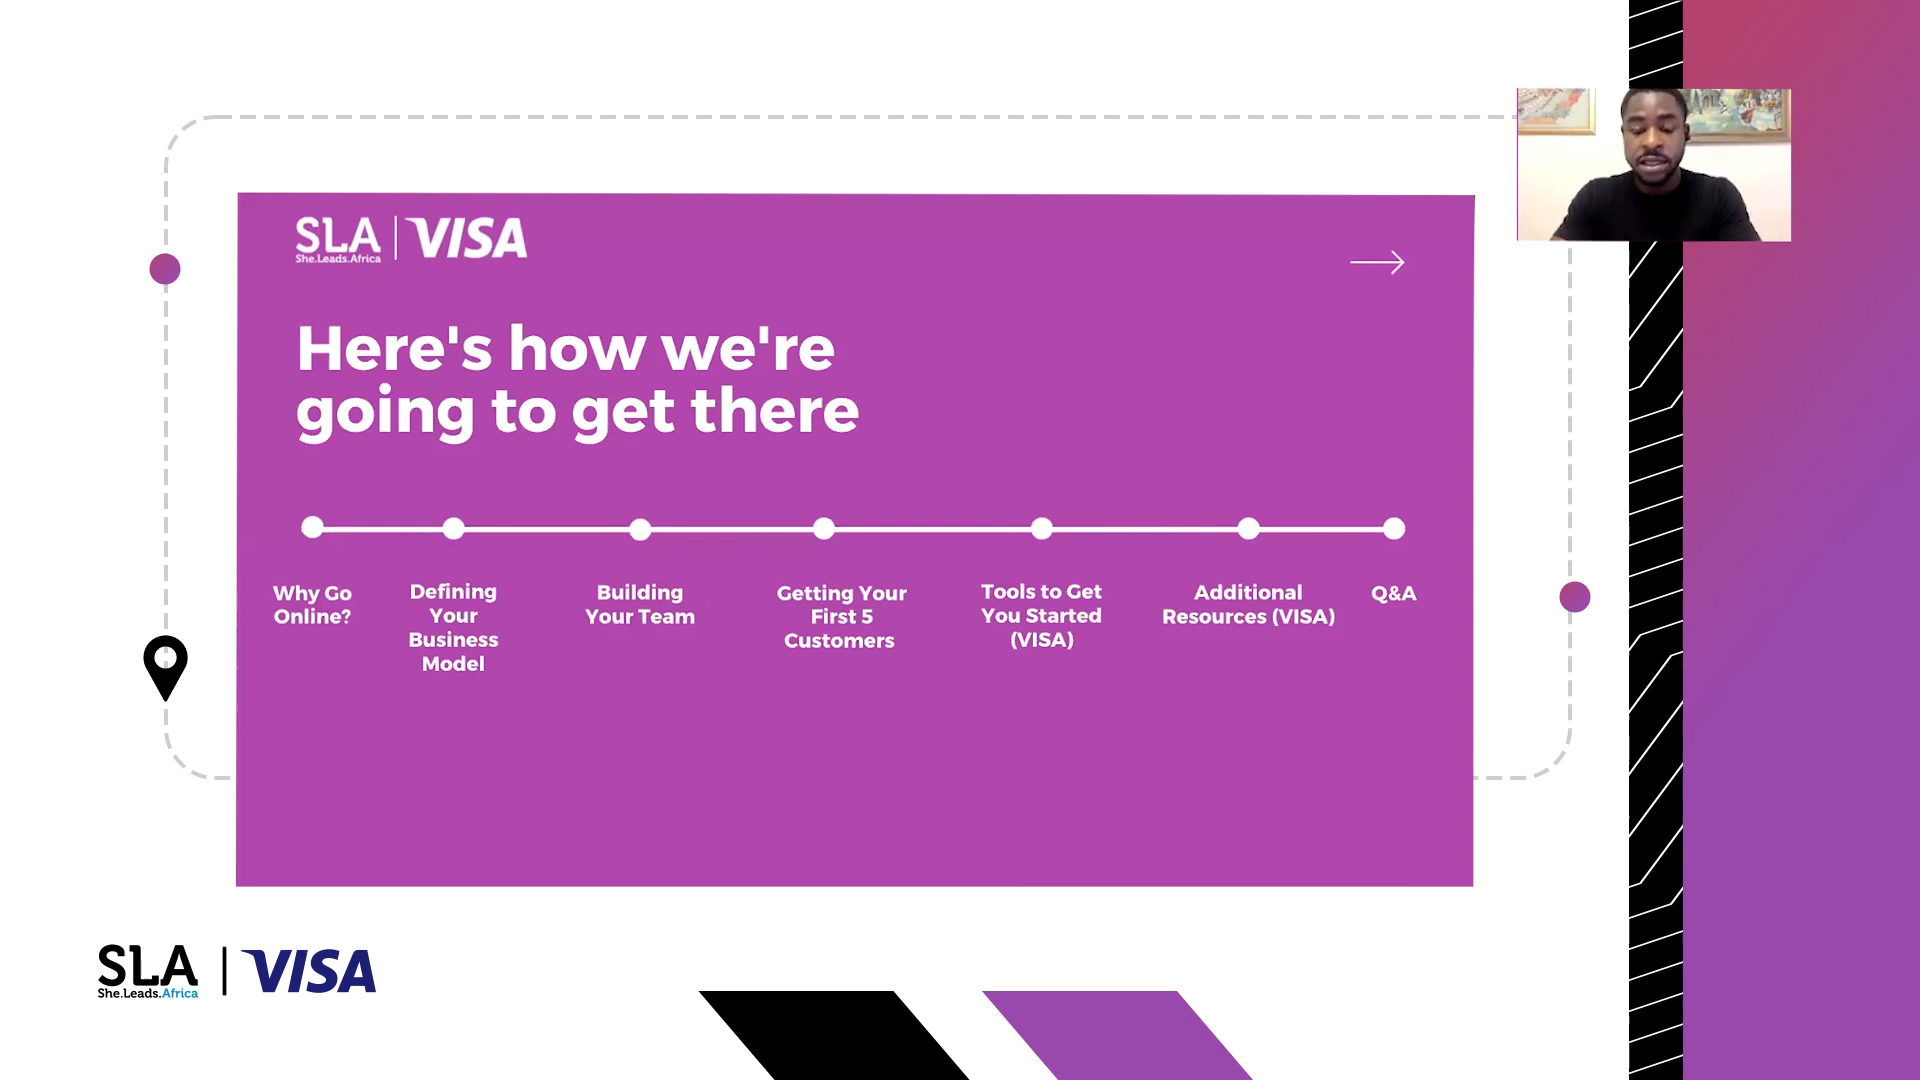 SLA | VISA
She.Leads.Africa
Here's how we're
going to get there
Why Go
Online?
Defining
Your
Business
Model
Building
Your Team
Getting Your
First 5
Customers
Tools to Get
You Started
(VISA)
Additional
Resources (VISA)
Q&A
SLA | VISA
She.Leads.Africa